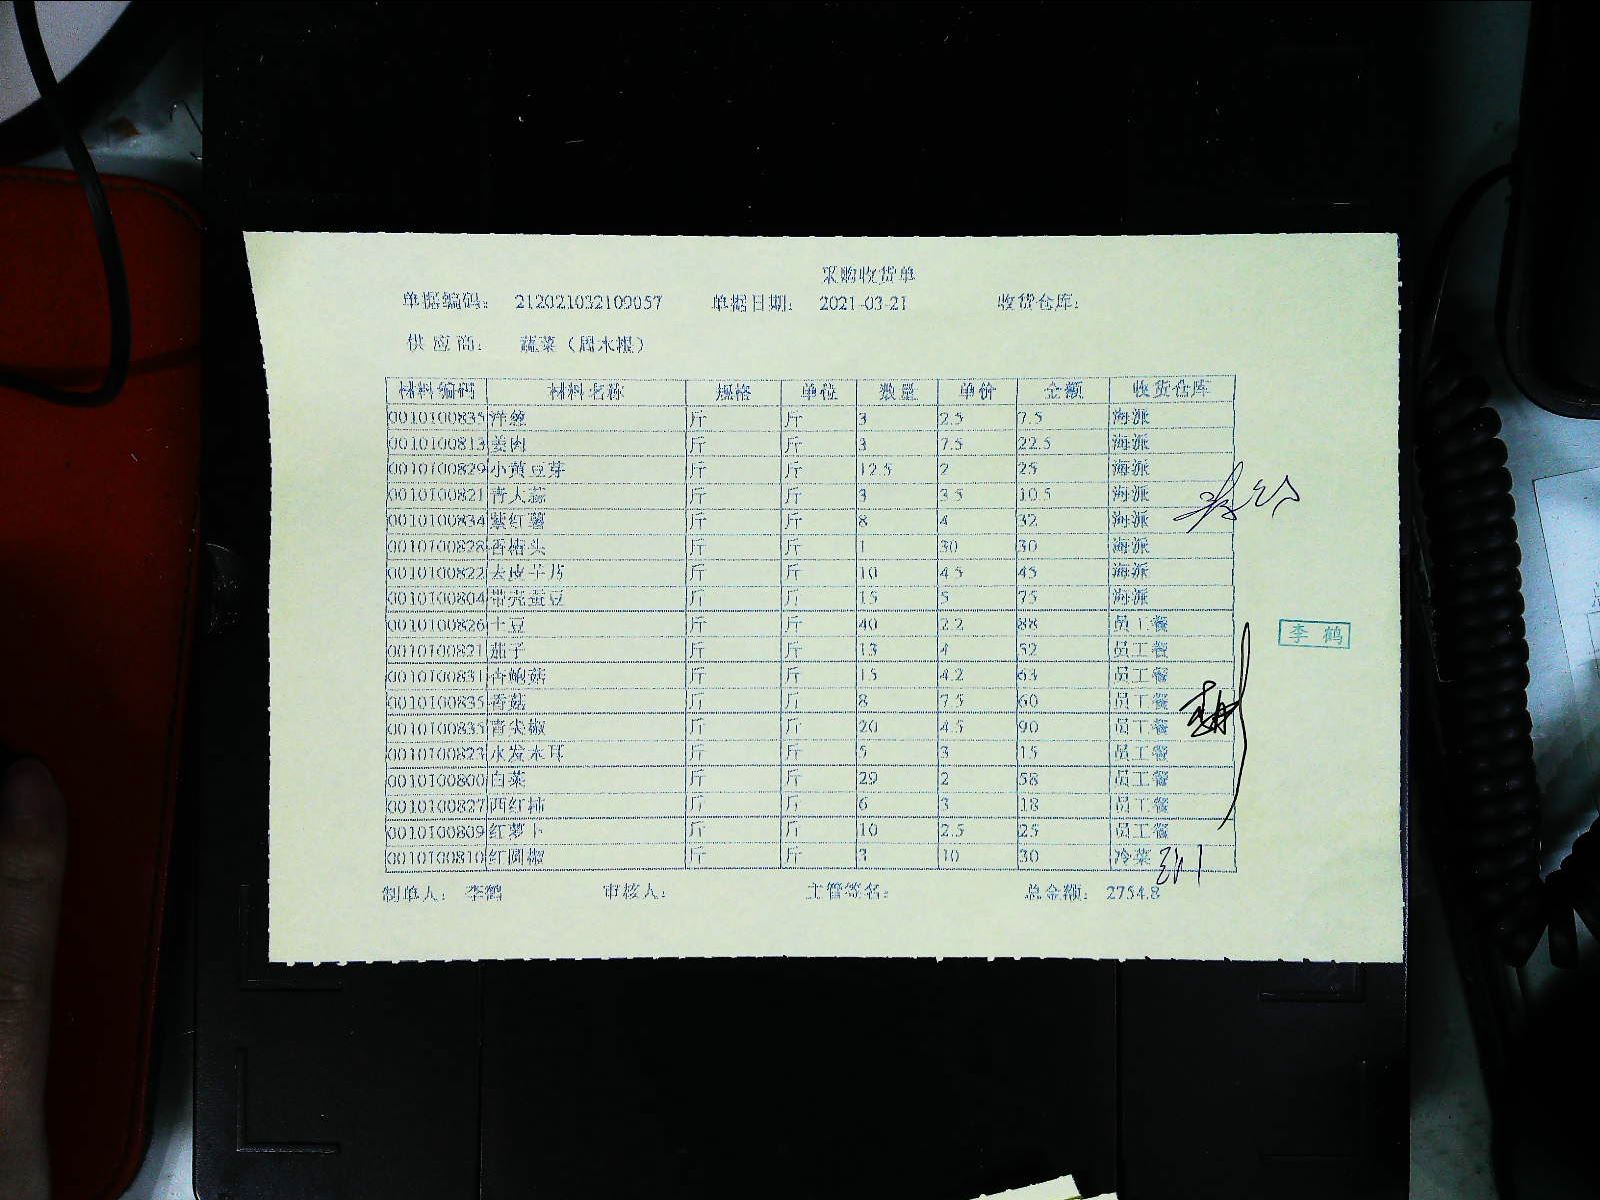 采购收货单
单据编码： 212021032109057 单据日期： 2021-03-21 收货仓库：
供应商： 蔬菜（周永根）
材料编码 材料名称 规格 单位 数量 单价 金额 收货仓库
0010100835 洋葱 斤 斤 3 2.5 7.5 海派
0010100813 姜肉 斤 斤 3 7.5 22.5 海派
0010100829 小黄豆芽 斤 斤 12.5 2 25 海派
0010100821 青大蒜 斤 斤 3 3.5 10.5 海派
0010100834 紫红薯 斤 斤 8 4 32 海派
0010100828 香椿头 斤 斤 1 30 30 海派
0010100822 去皮芋艿 斤 斤 10 4.5 45 海派
0010100804 带壳蚕豆 斤 斤 15 5 75 海派
0010100826 土豆 斤 斤 40 2.2 88 员工餐
0010100821 茄子 斤 斤 13 4 52 员工餐
李鹤
0010100831 杏鲍菇 斤 斤 15 4.2 63 员工餐
0010100835 香菇 斤 斤 8 7.5 60 员工餐
0010100835 青尖椒 斤 斤 20 4.5 90 员工餐
0010100823 水发木耳 斤 斤 5 3 15 员工餐
0010100800 白菜 斤 斤 29 2 58 员工餐
0010100827 西红柿 斤 斤 6 3 18 员工餐
0010100809 红萝卜 斤 斤 10 2.5 25 员工餐
0010100810 红圆椒 斤 斤 3 10 30 冷菜
制单人： 李鹤 审核人： 主管签名： 总金额： 2754.8